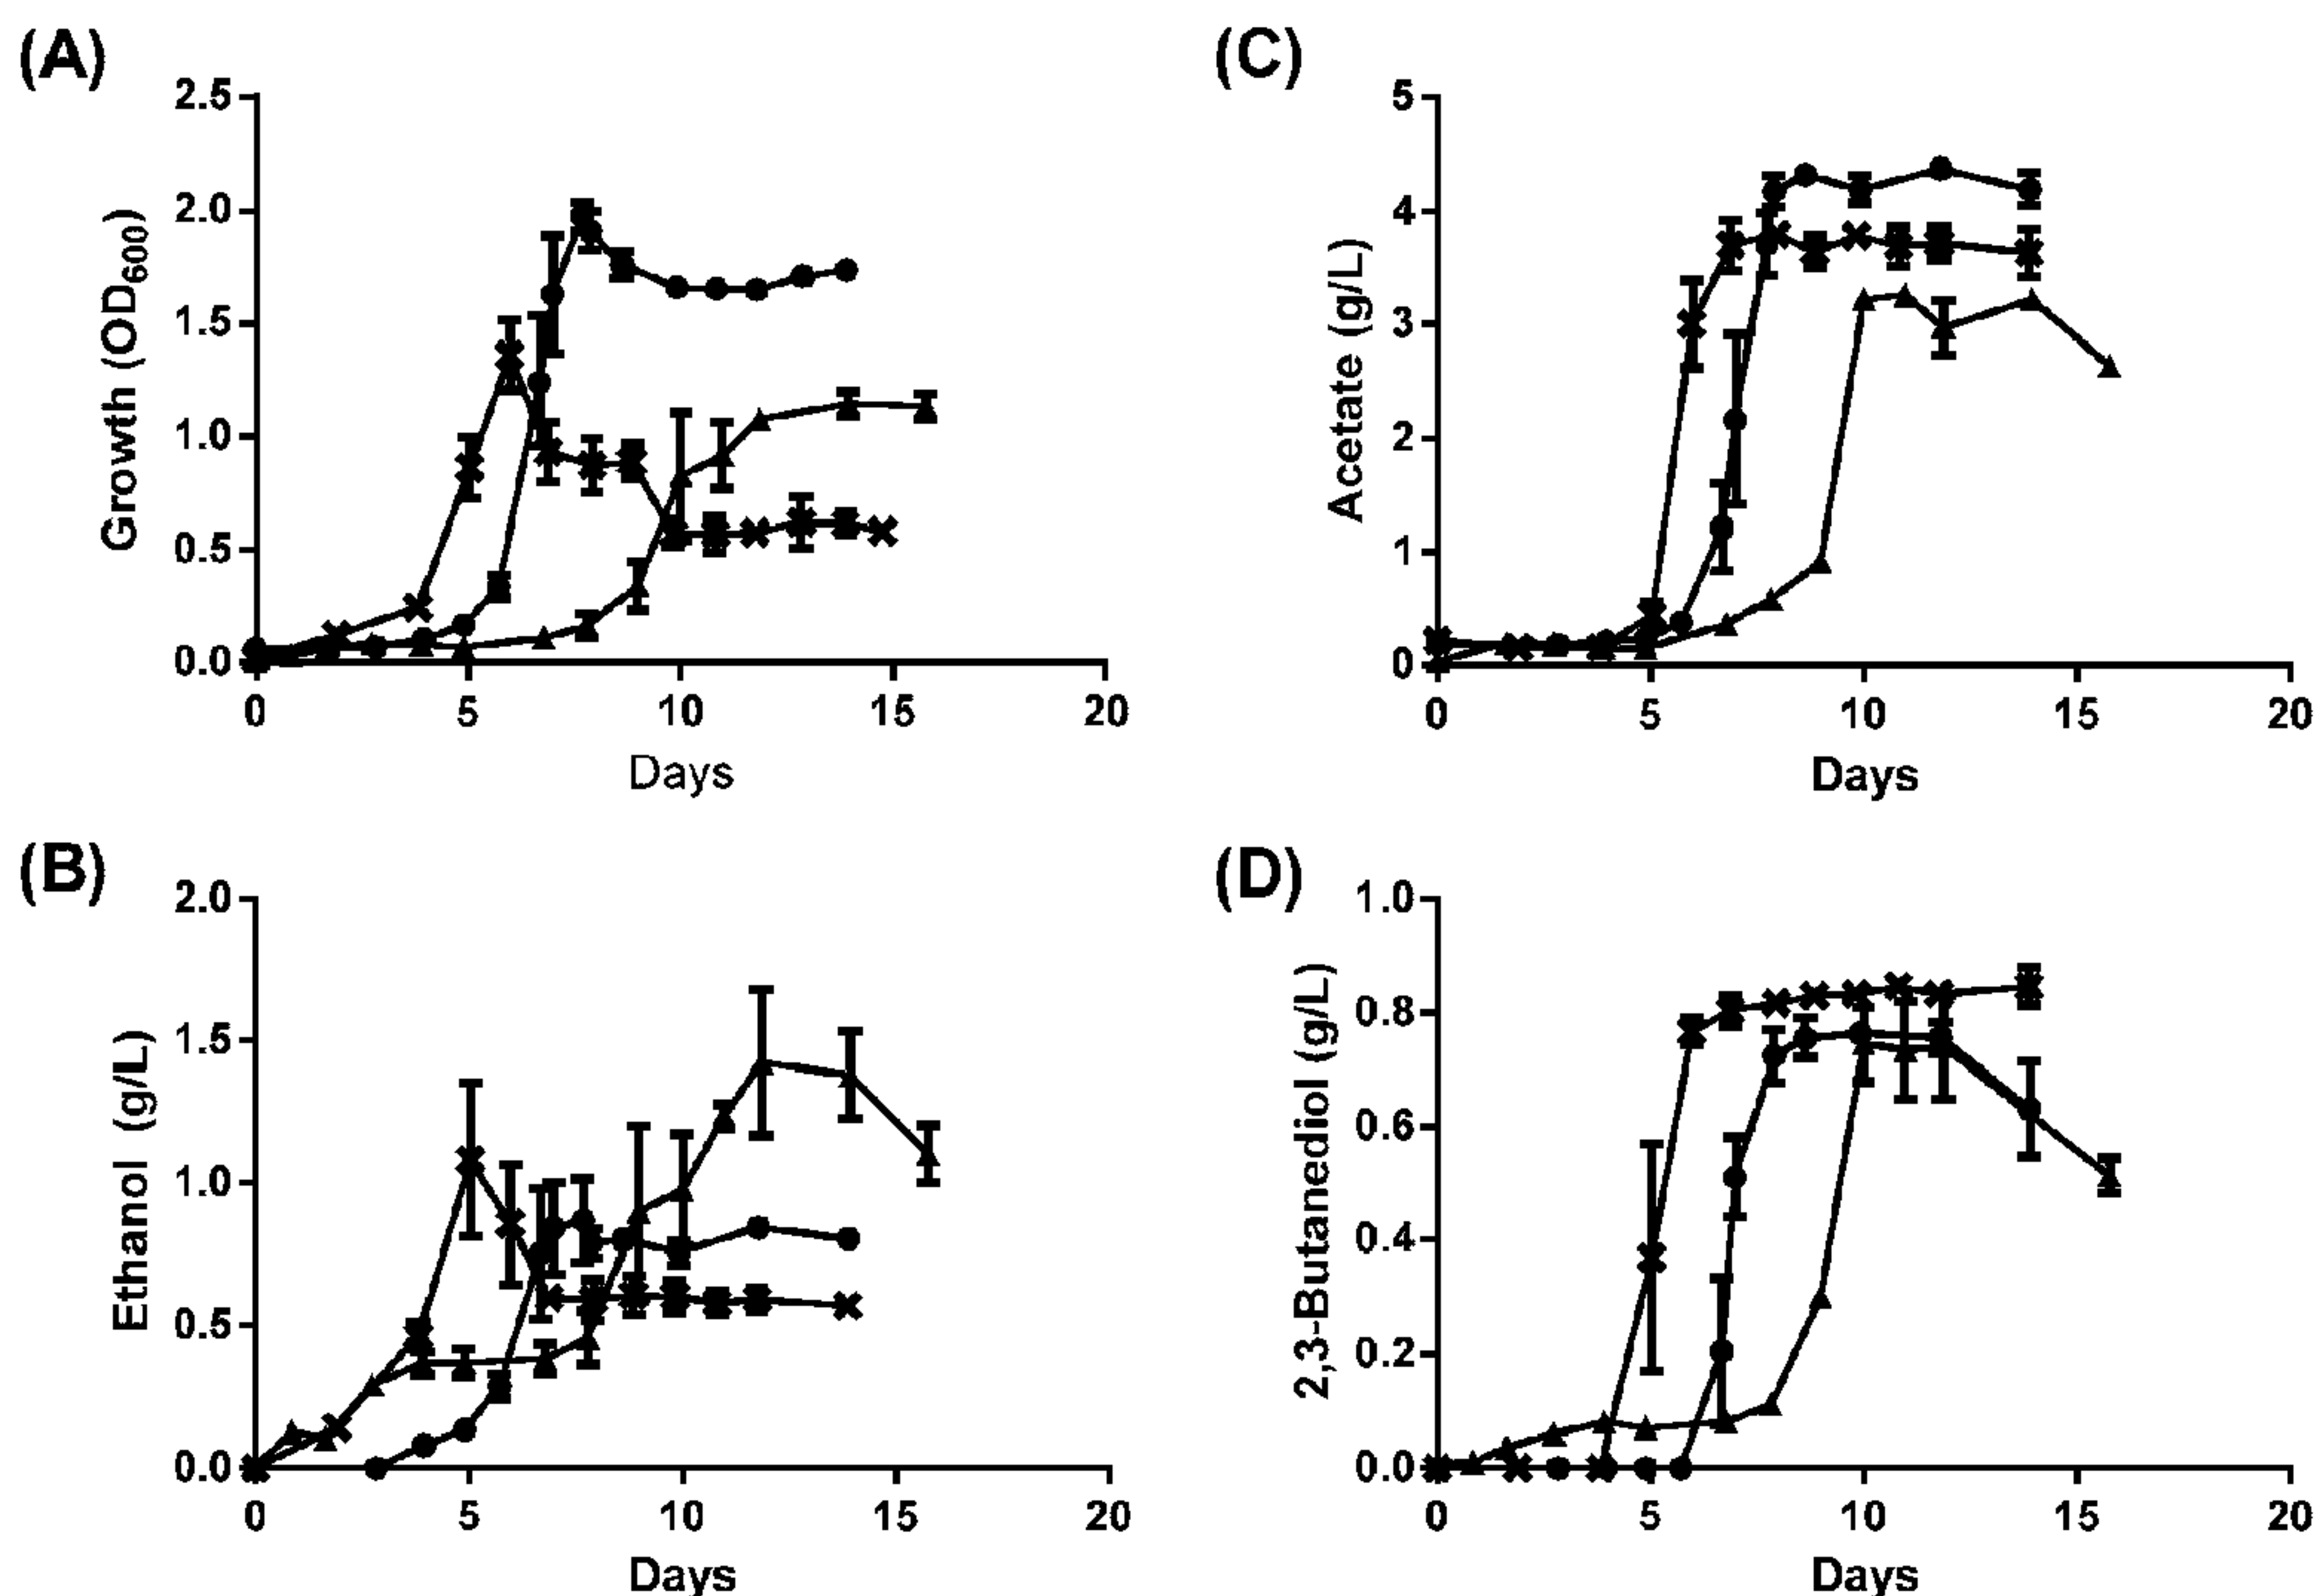 (A)
2.5
2.0
1.5
1.0
0.5
0.0
Growth (OD600)
0 5 10 15 20
Days
(C)
5
4
3
2
1
0
Acetate (g/L)
0 5 10 15 20
Days
(B)
2.0
1.5
1.0
0.5
0.0
Ethanol (g/L)
0 5 10 15 20
Days
(D)
1.0
0.8
0.6
0.4
0.2
0.0
2,3-Butanediol (g/L)
0 5 10 15 20
Days